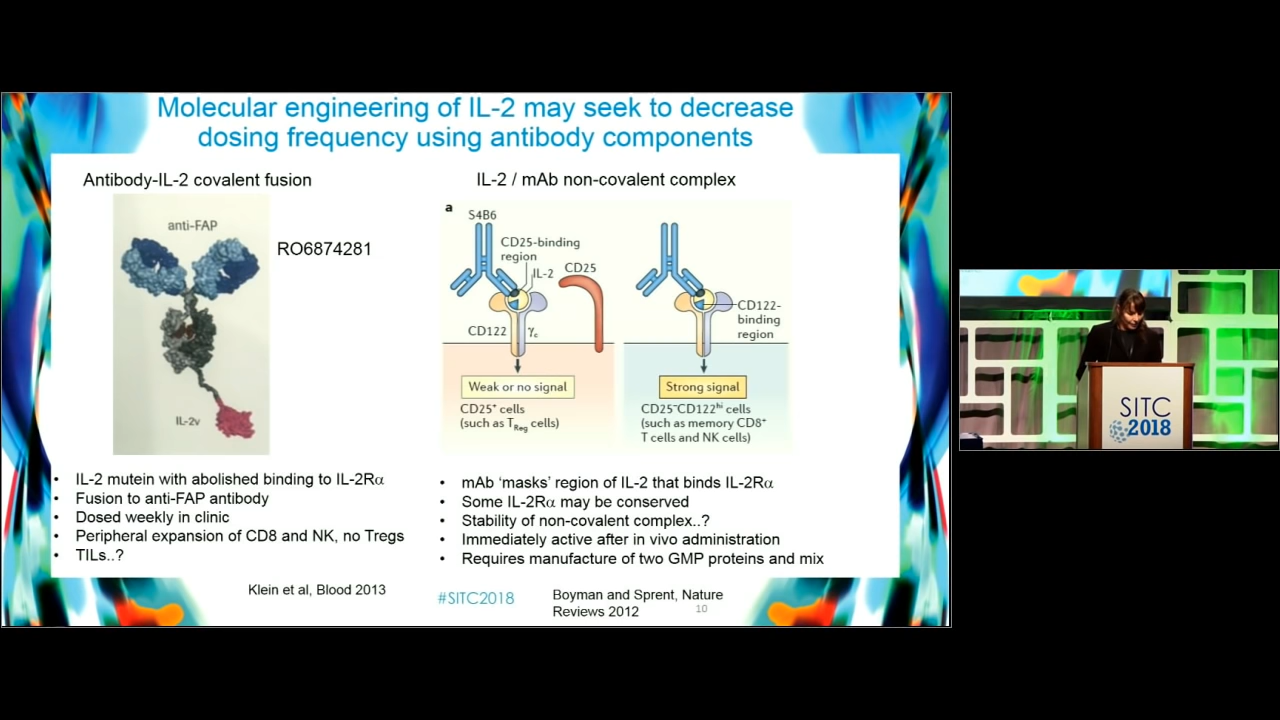 Molecular engineering of IL-2 may seek to decrease
dosing frequency using antibody components
Antibody-IL-2 covalent fusion
anti-FAP
RO6874281
IL-2v
• IL-2 mutein with abolished binding to IL-2Rα
• Fusion to anti-FAP antibody
• Dosed weekly in clinic
• Peripheral expansion of CD8 and NK, no Tregs
• TILs..?
Klein et al, Blood 2013
IL-2 / mAb non-covalent complex
a
S4B6
CD25-binding
region
IL-2
CD25
CD122
γc
Weak or no signal
CD25⁺ cells
(such as TReg cells)
CD122-
binding
region
Strong signal
CD25⁻CD122hi cells
(such as memory CD8⁺
T cells and NK cells)
• mAb ‘masks’ region of IL-2 that binds IL-2Rα
• Some IL-2Rα may be conserved
• Stability of non-covalent complex..?
• Immediately active after in vivo administration
• Requires manufacture of two GMP proteins and mix
#SITC2018
Boyman and Sprent, Nature
Reviews 2012
10
SITC
2018